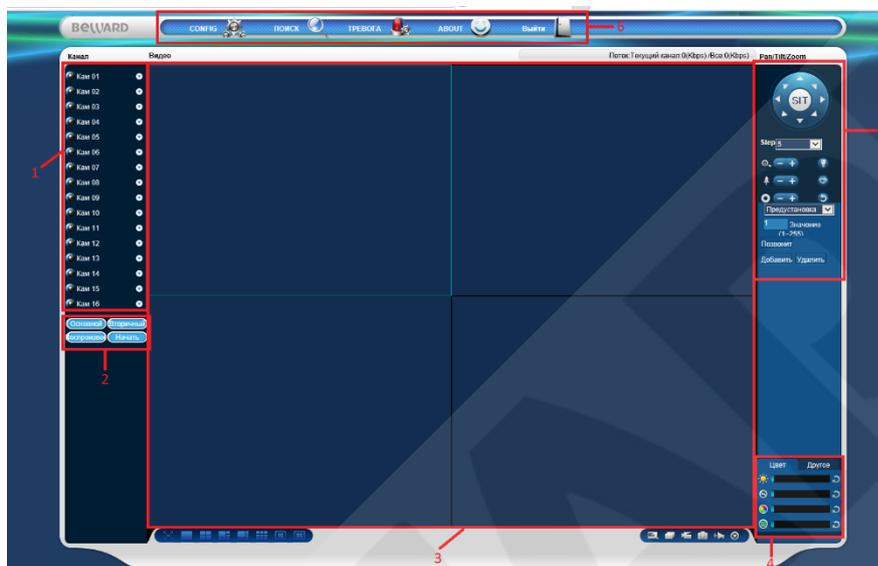 BEWARD
CONFIG ПОИСК ТРЕВОГА ABOUT Выйти 6
Канал Видео Поток:Текущий канал 0(Kbps) /Все 0(Kbps) Pan/Tilt/Zoom
Кам 01
Кам 02
Кам 03
Кам 04
Кам 05
Кам 06
Кам 07
Кам 08
Кам 09
Кам 10
Кам 11
Кам 12
Кам 13
Кам 14
Кам 15
Кам 16
1
Основной Вторичный
Начать
2
SIT
Step 5
Предустановка
1 Значение
(1~255)
Позвонит
Добавить Удалить
Цвет Другое
3
4